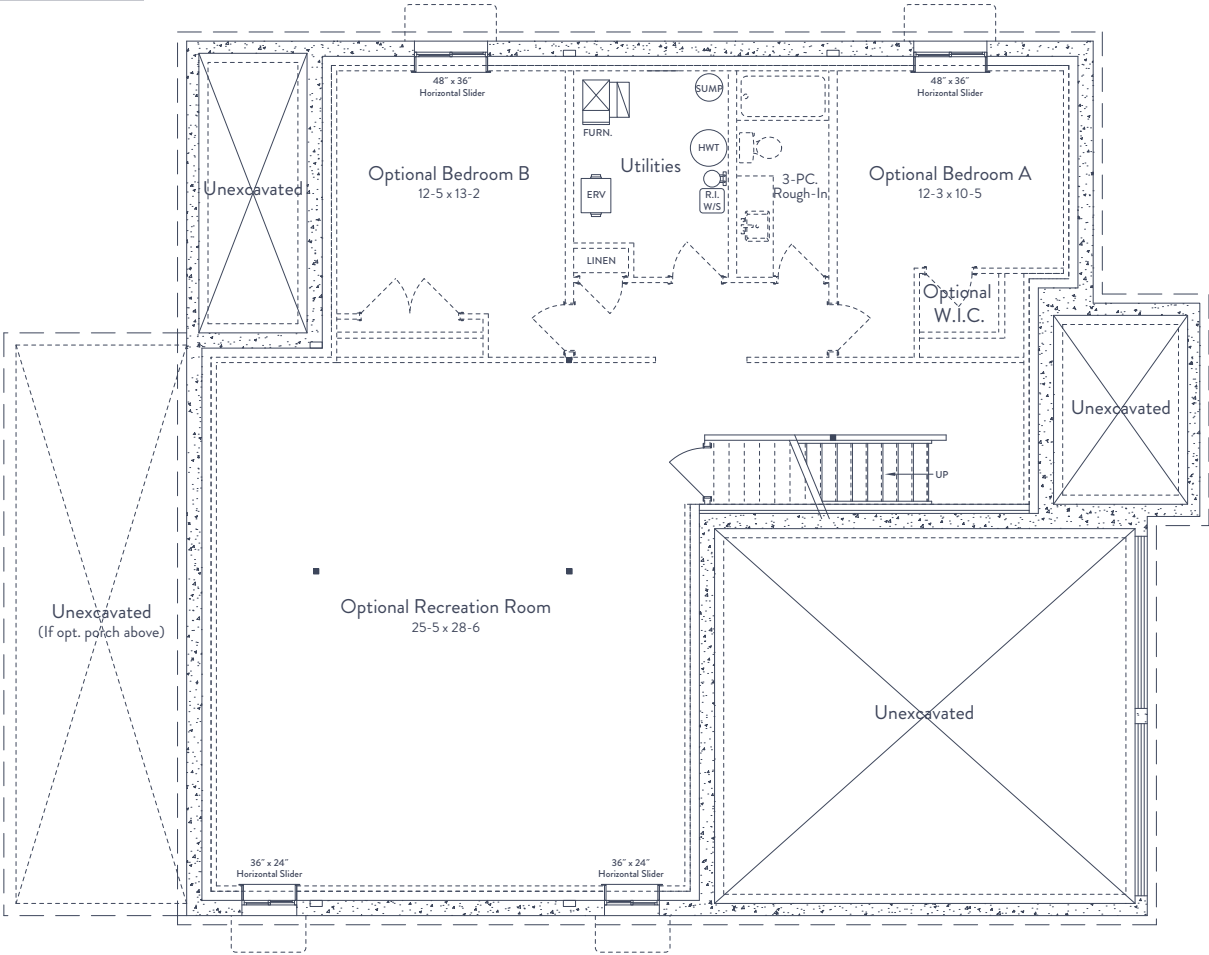 48" x 36"
Horizontal Slider
48" x 36"
Horizontal Slider
SUMP
FURN.
HWT
Utilities
Optional Bedroom B
12-5 x 13-2
Optional Bedroom A
12-3 x 10-5
3-PC.
Rough-In
Unexcavated
ERV
R.I.
W/S
LINEN
Optional
W.I.C.
Unexcavated
UP
Unexcavated
(If opt. porch above)
Optional Recreation Room
25-5 x 28-6
Unexcavated
36" x 24"
Horizontal Slider
36" x 24"
Horizontal Slider